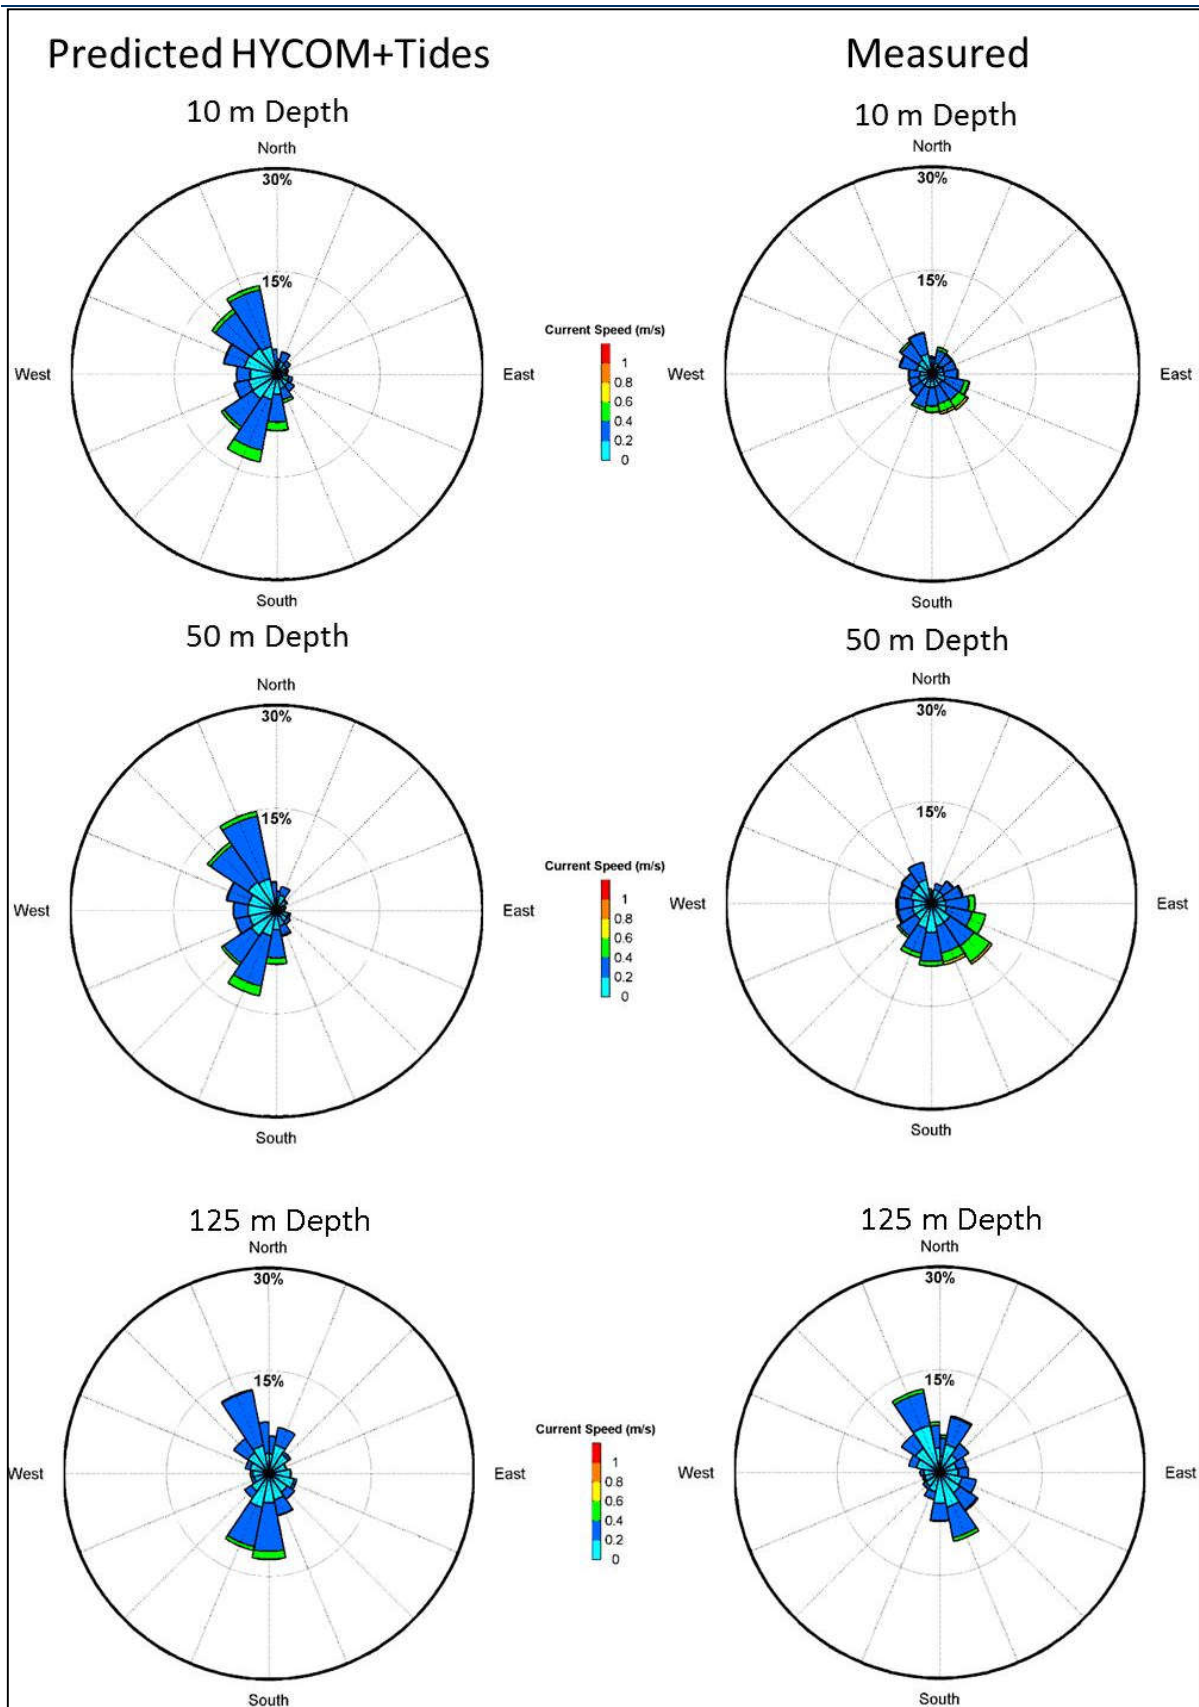 Predicted HYCOM+Tides
Measured
10 m Depth
10 m Depth
North
North
30%
30%
15%
15%
Current Speed (m/s)
1
0.8
0.6
0.4
0.2
0
West
East
West
East
South
South
50 m Depth
50 m Depth
North
North
30%
30%
15%
15%
Current Speed (m/s)
1
0.8
0.6
0.4
0.2
0
West
East
West
East
South
South
125 m Depth
125 m Depth
North
North
30%
30%
15%
15%
Current Speed (m/s)
1
0.8
0.6
0.4
0.2
0
West
East
West
East
South
South